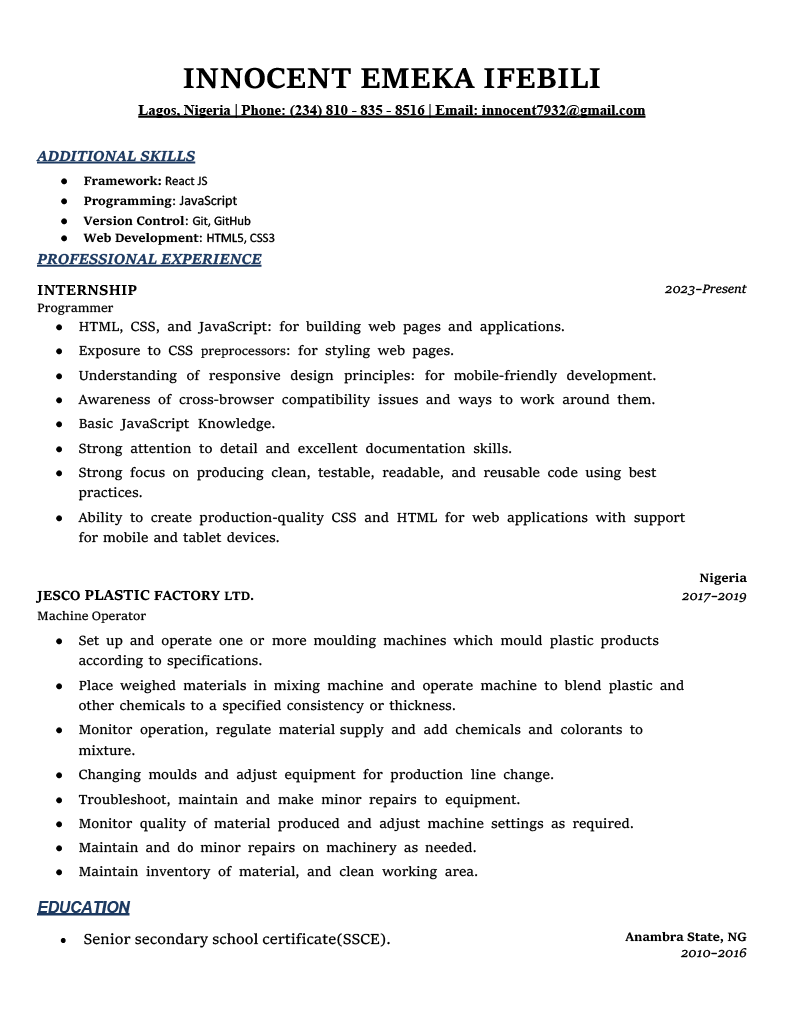 INNOCENT EMEKA IFEBILI
Lagos, Nigeria | Phone: (234) 810 - 835 - 8516 | Email: innocent7932@gmail.com
ADDITIONAL SKILLS
● Framework: React JS
● Programming: JavaScript
● Version Control: Git, GitHub
● Web Development: HTML5, CSS3
PROFESSIONAL EXPERIENCE
INTERNSHIP 2023–Present
Programmer
● HTML, CSS, and JavaScript: for building web pages and applications.
● Exposure to CSS preprocessors: for styling web pages.
● Understanding of responsive design principles: for mobile-friendly development.
● Awareness of cross-browser compatibility issues and ways to work around them.
● Basic JavaScript Knowledge.
● Strong attention to detail and excellent documentation skills.
● Strong focus on producing clean, testable, readable, and reusable code using best
practices.
● Ability to create production-quality CSS and HTML for web applications with support
for mobile and tablet devices.
Nigeria
JESCO PLASTIC FACTORY LTD. 2017–2019
Machine Operator
● Set up and operate one or more moulding machines which mould plastic products
according to specifications.
● Place weighed materials in mixing machine and operate machine to blend plastic and
other chemicals to a specified consistency or thickness.
● Monitor operation, regulate material supply and add chemicals and colorants to
mixture.
● Changing moulds and adjust equipment for production line change.
● Troubleshoot, maintain and make minor repairs to equipment.
● Monitor quality of material produced and adjust machine settings as required.
● Maintain and do minor repairs on machinery as needed.
● Maintain inventory of material, and clean working area.
EDUCATION
• Senior secondary school certificate(SSCE). Anambra State, NG
2010–2016